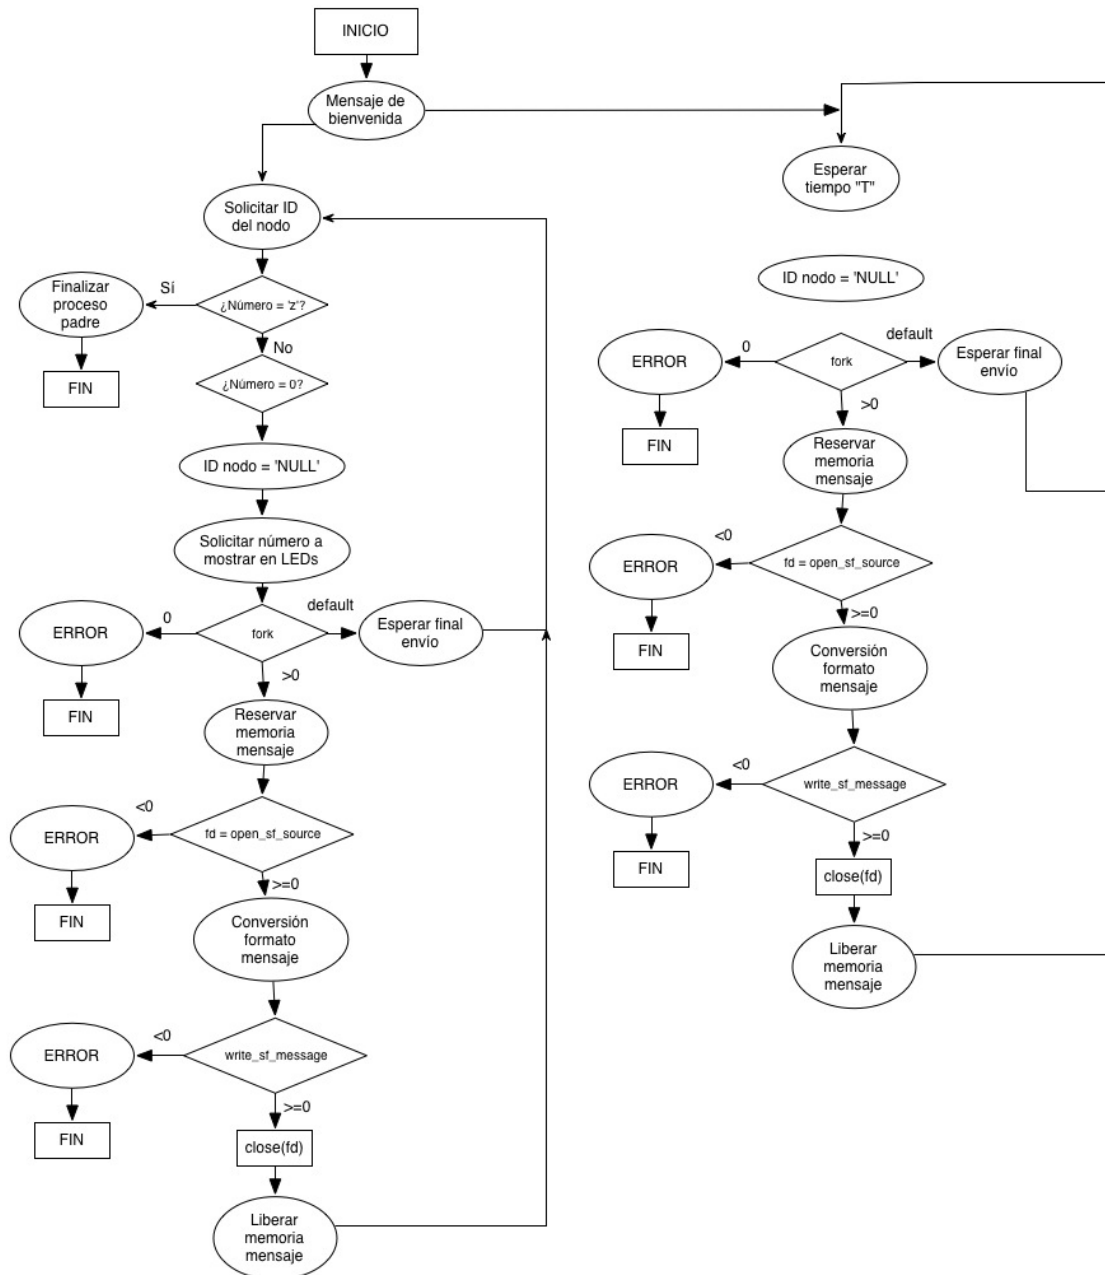 INICIO
Mensaje de
bienvenida
Solicitar ID
del nodo
¿Número = 'z'?
Sí
Finalizar
proceso
padre
FIN
No
¿Número = 0?
ID nodo = 'NULL'
Solicitar número a
mostrar en LEDs
fork
0
ERROR
FIN
default
Esperar final
envío
>0
Reservar
memoria
mensaje
fd = open_sf_source
<0
ERROR
FIN
>=0
Conversión
formato
mensaje
write_sf_message
<0
ERROR
FIN
>=0
close(fd)
Liberar
memoria
mensaje
Esperar
tiempo "T"
ID nodo = 'NULL'
fork
0
ERROR
FIN
default
Esperar final
envío
>0
Reservar
memoria
mensaje
fd = open_sf_source
<0
ERROR
FIN
>=0
Conversión
formato
mensaje
write_sf_message
<0
ERROR
FIN
>=0
close(fd)
Liberar
memoria
mensaje